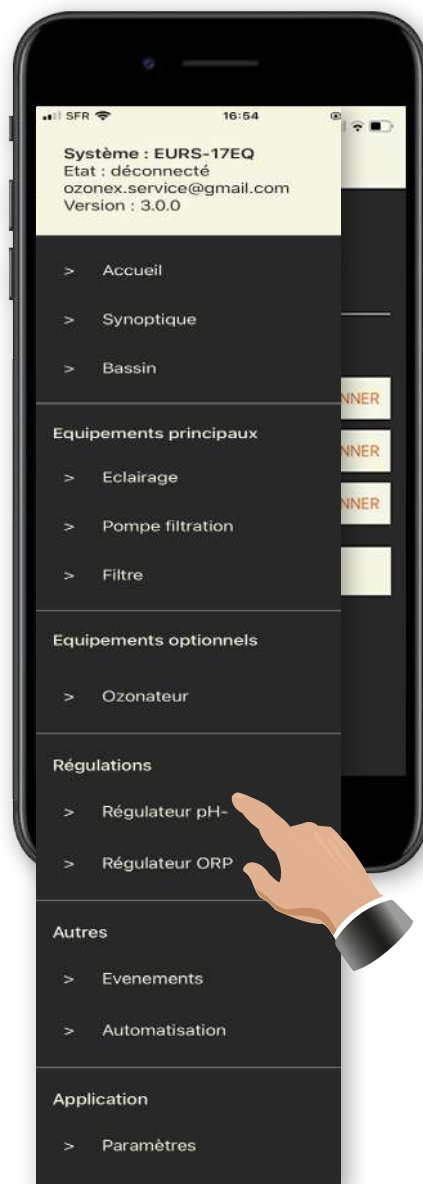 SFR 16:54
Système : EURS-17EQ
Etat : déconnecté
ozonex.service@gmail.com
Version : 3.0.0
> Accueil
> Synoptique
> Bassin
NNER
Equipements principaux
NNER
> Eclairage
NNER
> Pompe filtration
> Filtre
Equipements optionnels
> Ozonateur
Régulations
> Régulateur pH-
> Régulateur ORP
Autres
> Evenements
> Automatisation
Application
> Paramètres